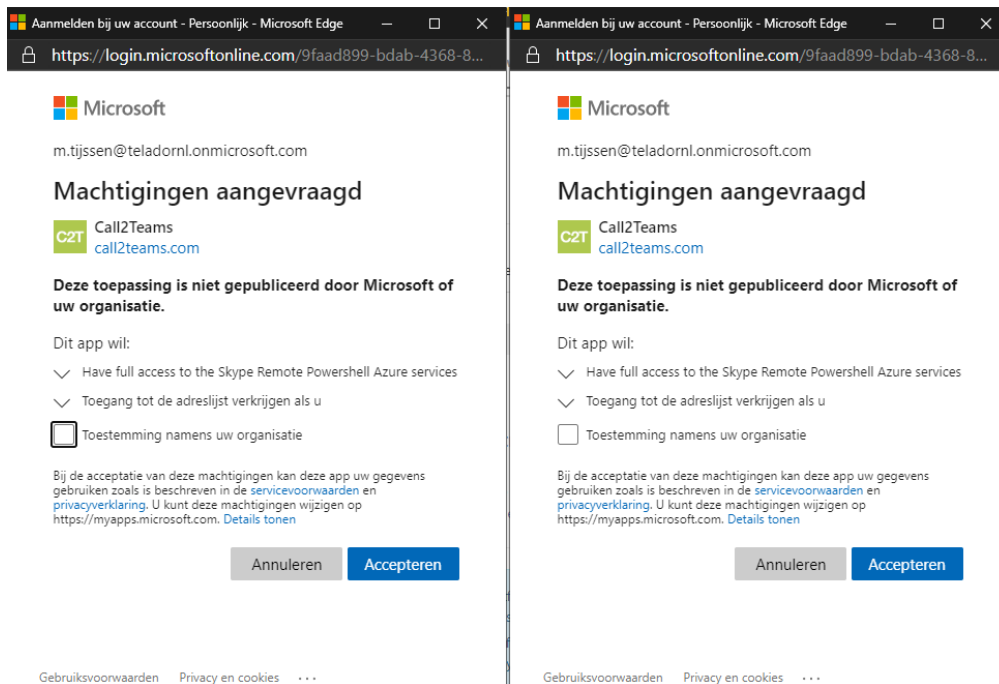 Aanmelden bij uw account - Persoonlijk - Microsoft Edge
https://login.microsoftonline.com/9faad899-bdab-4368-8...
Microsoft
m.tijssen@teladornl.onmicrosoft.com
Machtigingen aangevraagd
C2T
Call2Teams
call2teams.com
Deze toepassing is niet gepubliceerd door Microsoft of
uw organisatie.
Dit app wil:
Have full access to the Skype Remote Powershell Azure services
Toegang tot de adreslijst verkrijgen als u
Toestemming namens uw organisatie
Bij de acceptatie van deze machtigingen kan deze app uw gegevens
gebruiken zoals is beschreven in de servicevoorwaarden en
privacyverklaring. U kunt deze machtigingen wijzigen op
https://myapps.microsoft.com. Details tonen
Annuleren Accepteren
Gebruiksvoorwaarden Privacy en cookies ...
Aanmelden bij uw account - Persoonlijk - Microsoft Edge
https://login.microsoftonline.com/9faad899-bdab-4368-8...
Microsoft
m.tijssen@teladornl.onmicrosoft.com
Machtigingen aangevraagd
C2T
Call2Teams
call2teams.com
Deze toepassing is niet gepubliceerd door Microsoft of
uw organisatie.
Dit app wil:
Have full access to the Skype Remote Powershell Azure services
Toegang tot de adreslijst verkrijgen als u
Toestemming namens uw organisatie
Bij de acceptatie van deze machtigingen kan deze app uw gegevens
gebruiken zoals is beschreven in de servicevoorwaarden en
privacyverklaring. U kunt deze machtigingen wijzigen op
https://myapps.microsoft.com. Details tonen
Annuleren Accepteren
Gebruiksvoorwaarden Privacy en cookies ...